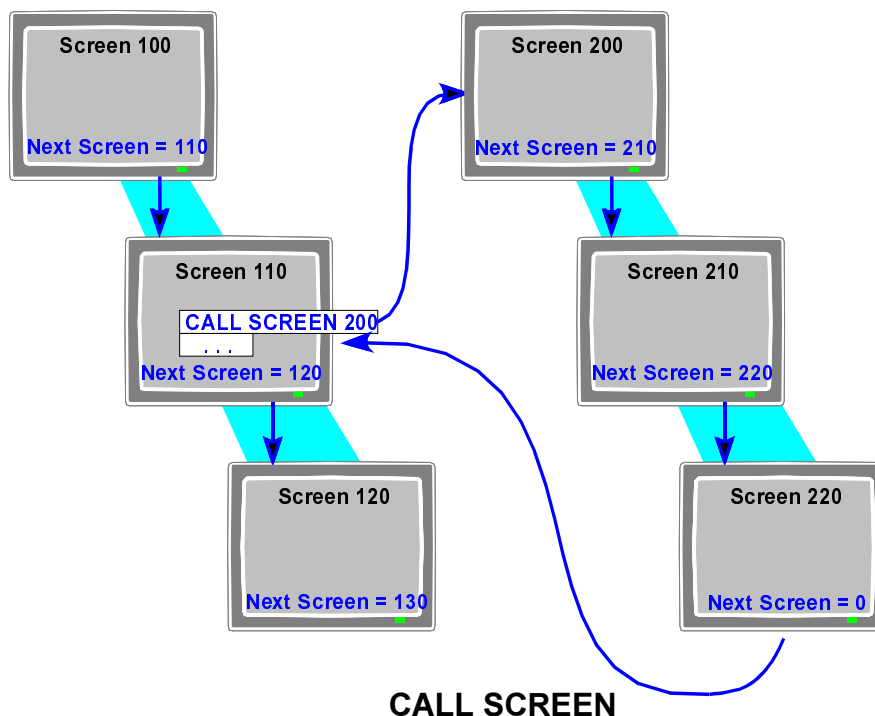 Screen 100
Next Screen = 110
Screen 200
Next Screen = 210
Screen 110
CALL SCREEN 200
. . .
Next Screen = 120
Screen 210
Next Screen = 220
Screen 120
Next Screen = 130
Screen 220
Next Screen = 0
CALL SCREEN